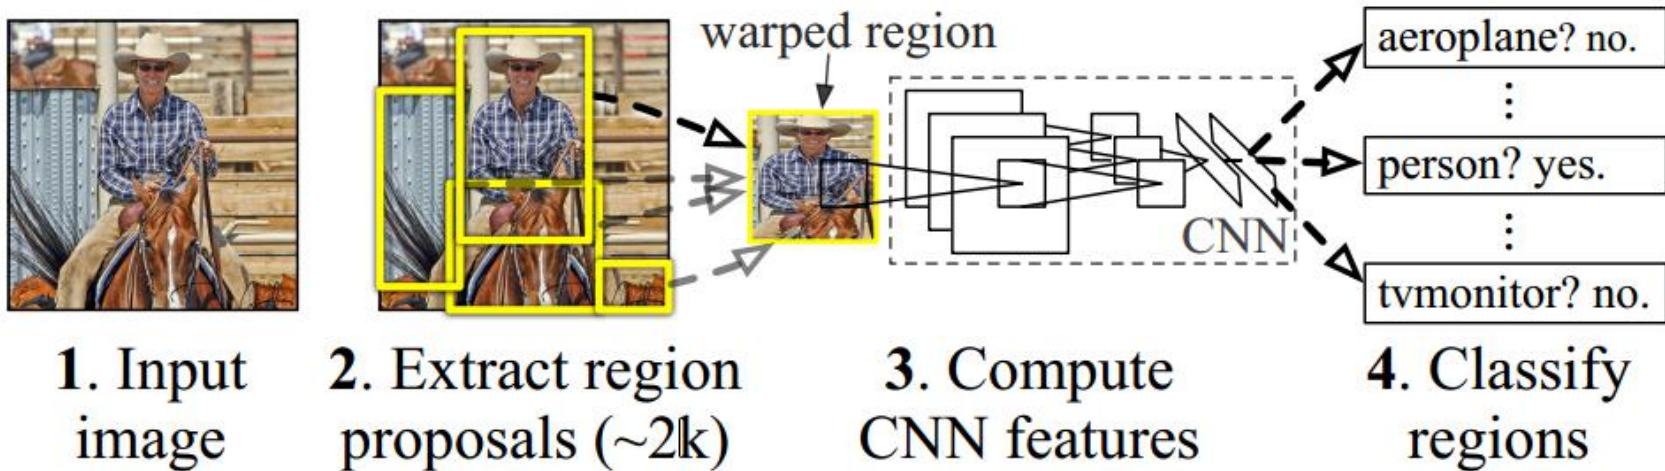 warped region
aeroplane? no.
⋮
person? yes.
⋮
tvmonitor? no.
CNN
1. Input
image
2. Extract region
proposals (~2k)
3. Compute
CNN features
4. Classify
regions